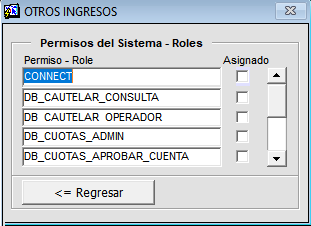 OTROS INGRESOS
Permisos del Sistema - Roles
Permiso - Role Asignado
CONNECT
DB_CAUTELAR_CONSULTA
DB_CAUTELAR_OPERADOR
DB_CUOTAS_ADMIN
DB_CUOTAS_APROBAR_CUENTA
<= Regresar